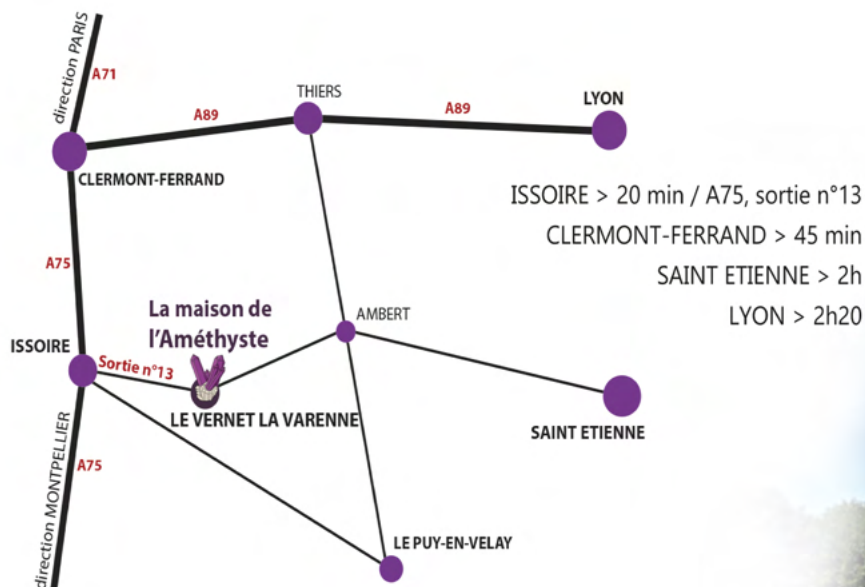 direction PARIS
A71
THIERS
LYON
A89
A89
CLERMONT-FERRAND
ISSOIRE > 20 min / A75, sortie n°13
CLERMONT-FERRAND > 45 min
SAINT ETIENNE > 2h
LYON > 2h20
A75
La maison de
l'Améthyste
AMBERT
ISSOIRE
Sortie n°13
LE VERNET LA VARENNE
SAINT ETIENNE
direction MONTPELLIER
A75
LE PUY-EN-VELAY